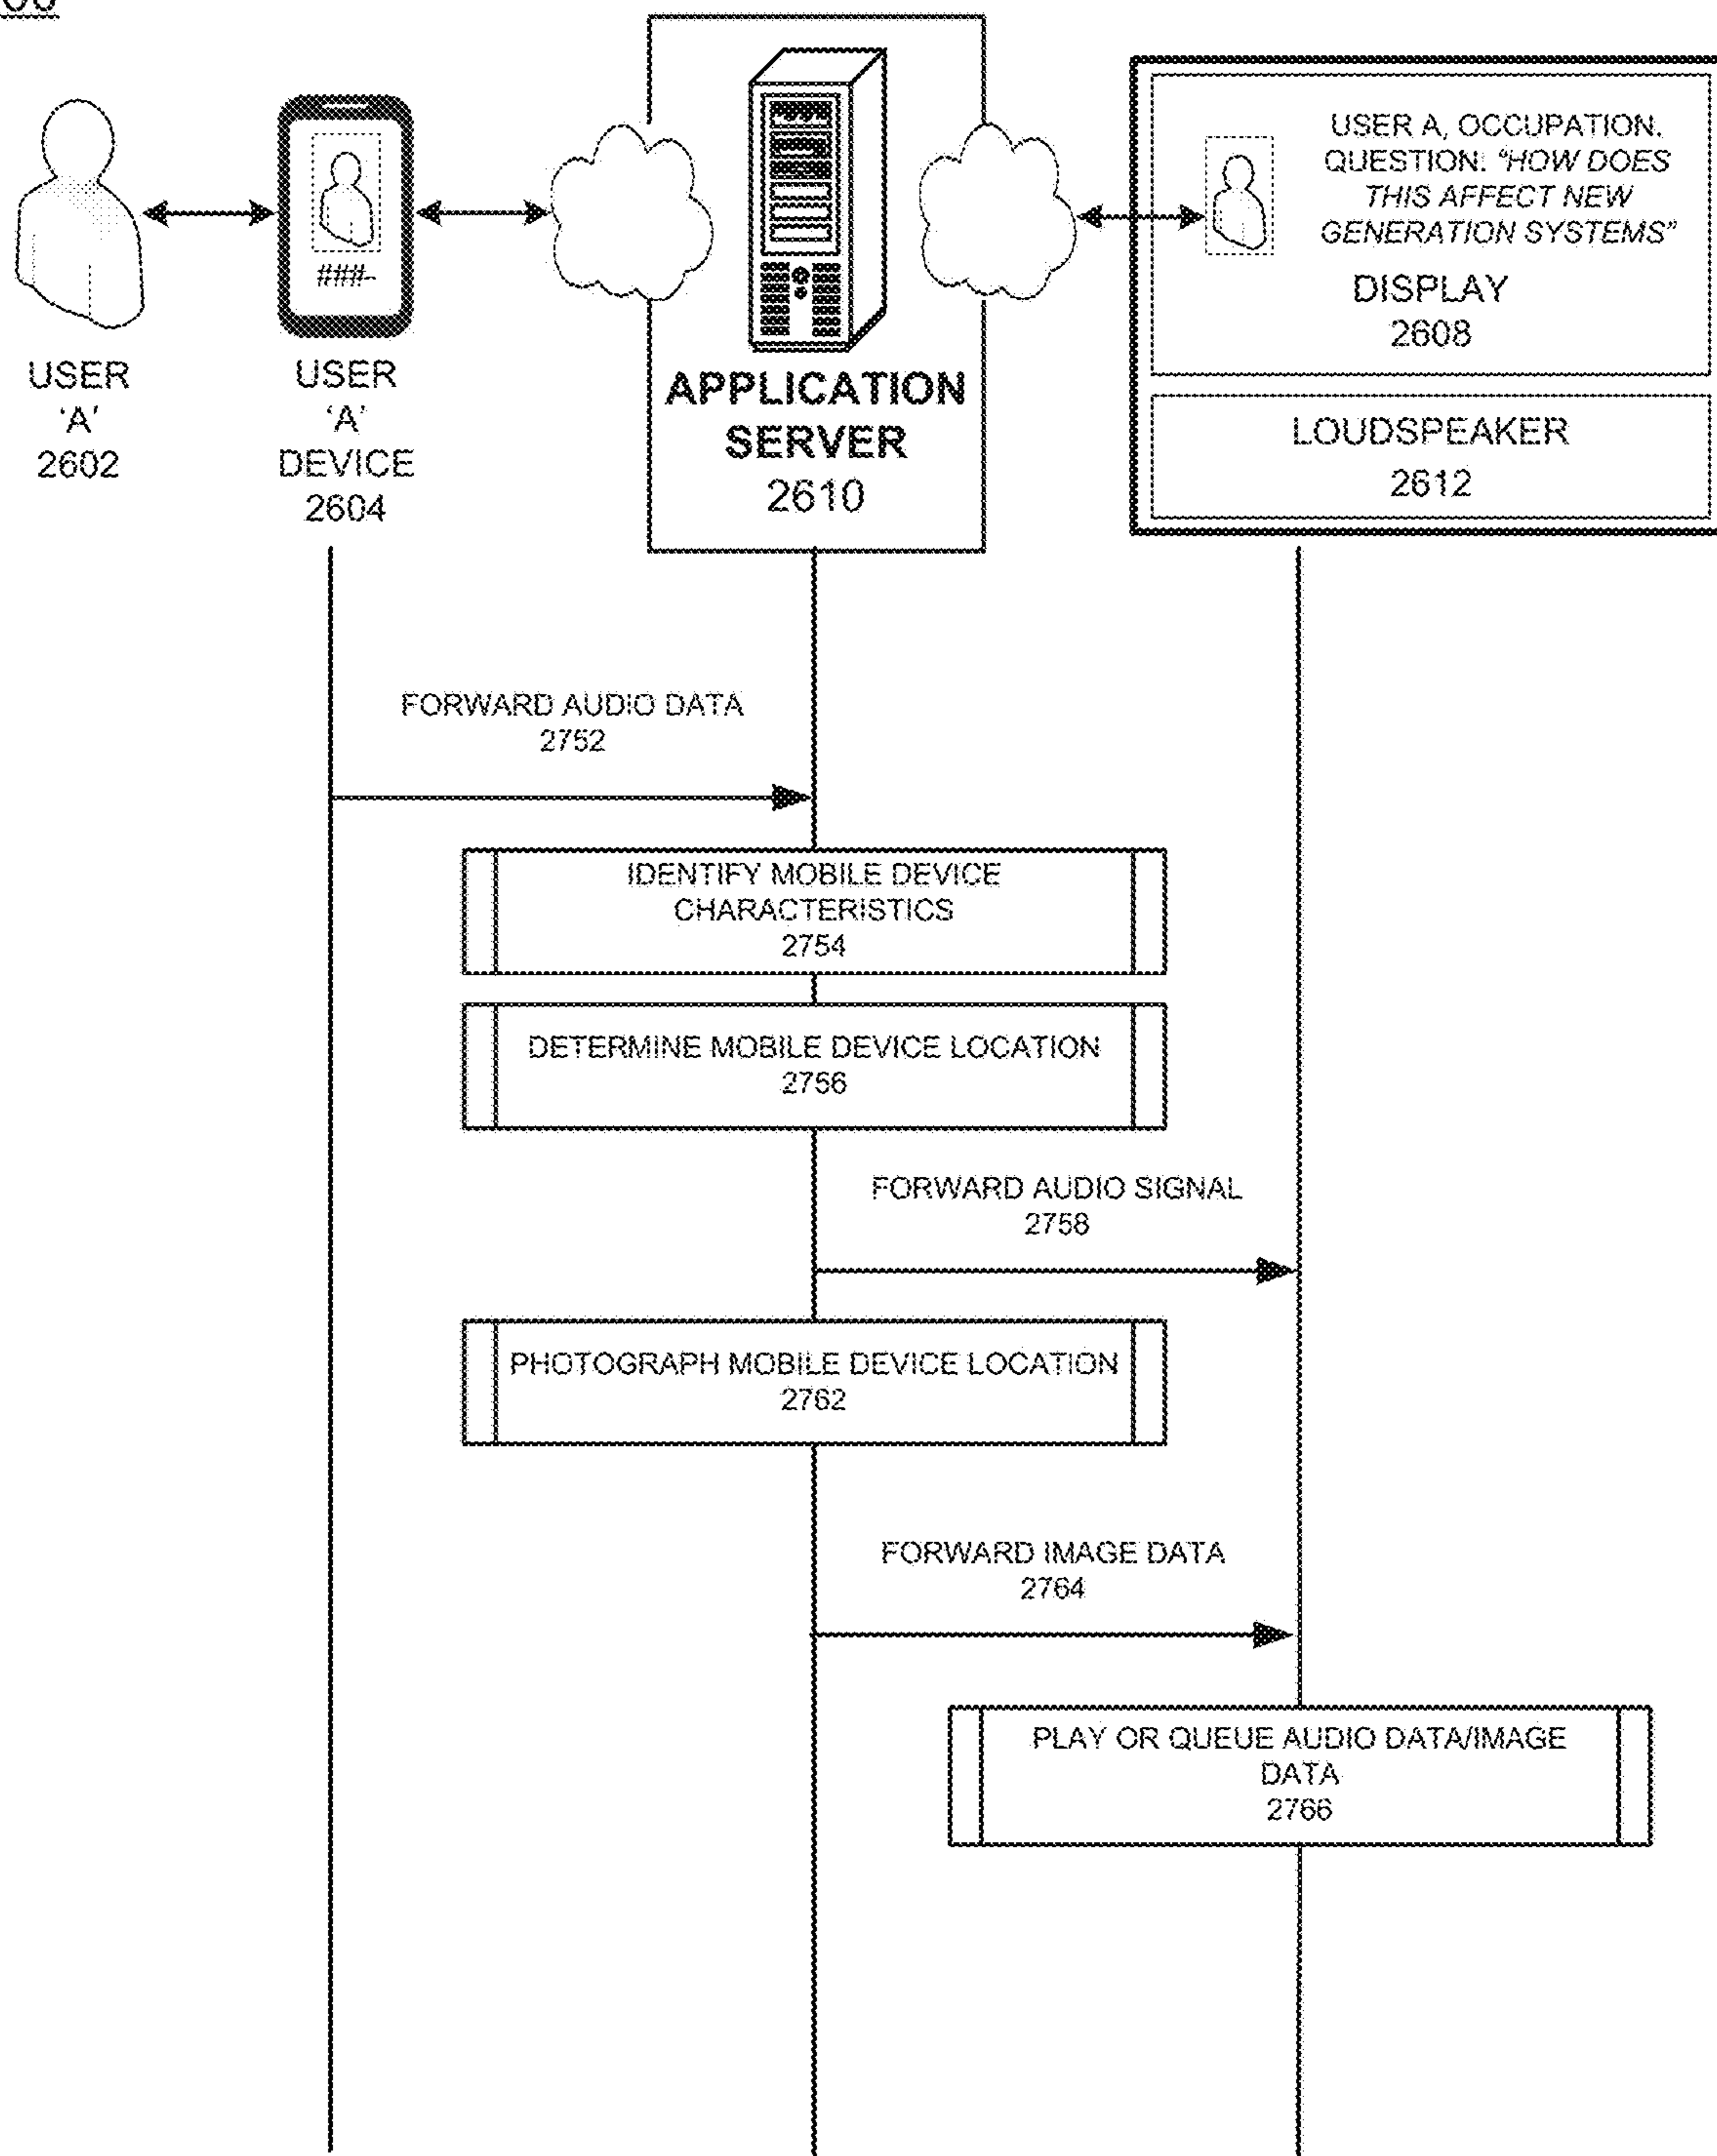 USER A, OCCUPATION.
QUESTION: "HOW DOES
THIS AFFECT NEW
GENERATION SYSTEMS"
DISPLAY
2608
###-
USER
'A'
2602
USER
'A'
DEVICE
2604
APPLICATION
SERVER
2610
LOUDSPEAKER
2612
FORWARD AUDIO DATA
2752
IDENTIFY MOBILE DEVICE
CHARACTERISTICS
2754
DETERMINE MOBILE DEVICE LOCATION
2756
FORWARD AUDIO SIGNAL
2758
PHOTOGRAPH MOBILE DEVICE LOCATION
2762
FORWARD IMAGE DATA
2764
PLAY OR QUEUE AUDIO DATA/IMAGE
DATA
2766